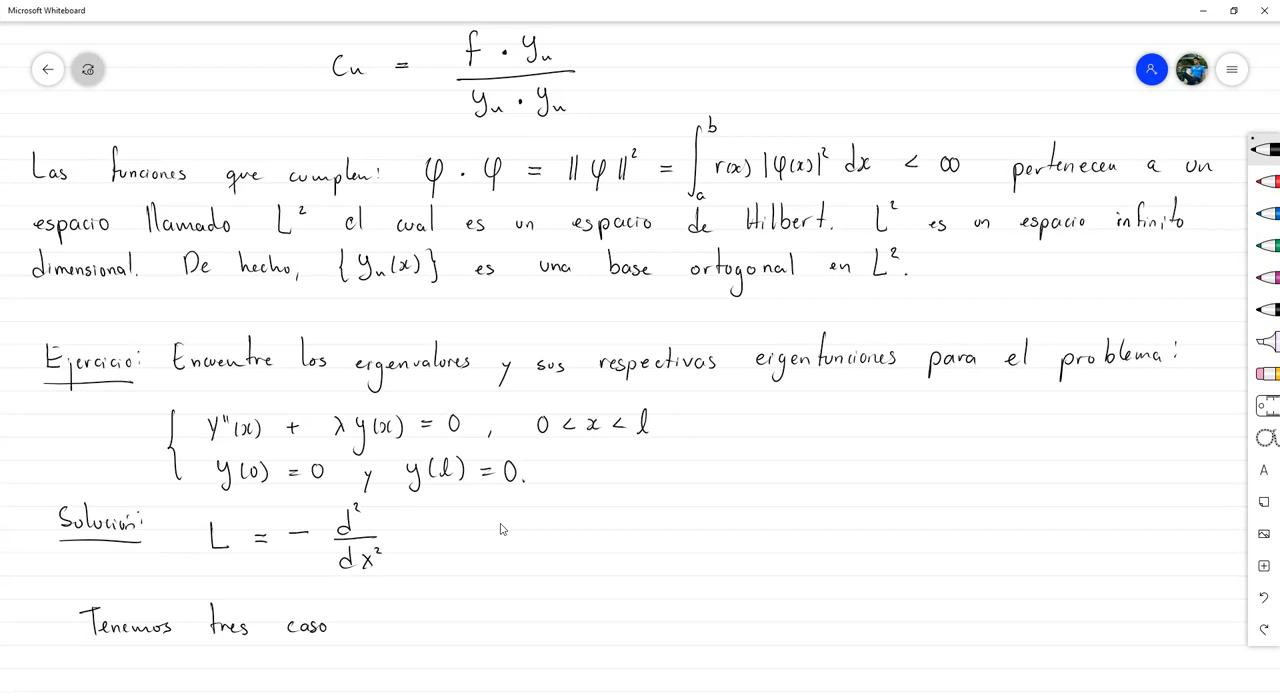 Microsoft Whiteboard
Cn = f · yn / yn · yn
Las funciones que cumplen: φ · φ = ‖φ‖² = ∫_a^b r(x) |φ(x)|² dx < ∞ pertenecen a un
espacio llamado L² el cual es un espacio de Hilbert. L² es un espacio infinito
dimensional. De hecho, {yn(x)} es una base ortogonal en L².
Ejercicio: Encuentre los eigenvalores y sus respectivas eigenfunciones para el problema:
y''(x) + λ y(x) = 0 , 0 < x < l
y(0) = 0 y y(l) = 0.
Solución: L = - d²/dx²
Tenemos tres caso